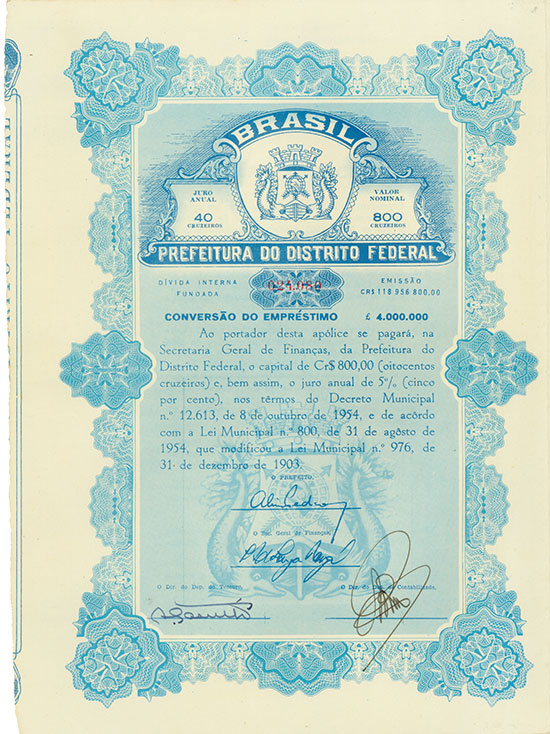 BRASIL
JURO
ANUAL
40
CRUZEIROS
VALOR
NOMINAL
800
CRUZEIROS
PREFEITURA DO DISTRITO FEDERAL
DÍVIDA INTERNA
FUNDADA
024,089
EMISSÃO
CR$ 118 956 800,00
CONVERSÃO DO EMPRÉSTIMO £ 4.000.000
Ao portador desta apólice se pagará, na
Secretaria Geral de Finanças, da Prefeitura do
Distrito Federal, o capital de Cr$ 800,00 (oitocentos
cruzeiros) e, bem assim, o juro anual de 5% (cinco
por cento), nos têrmos do Decreto Municipal
n.º 12.613, de 8 de outubro de 1954, e de acôrdo
com a Lei Municipal n.º 800, de 31 de agôsto de
1954, que modificou a Lei Municipal n.º 976, de
31 de dezembro de 1903.
O PREFEITO,
O Sec. Geral de Finanças,
O Dir. do Dep. do Tesouro,
O Dir. do Dep. de Contabilidade,
FEDERAL